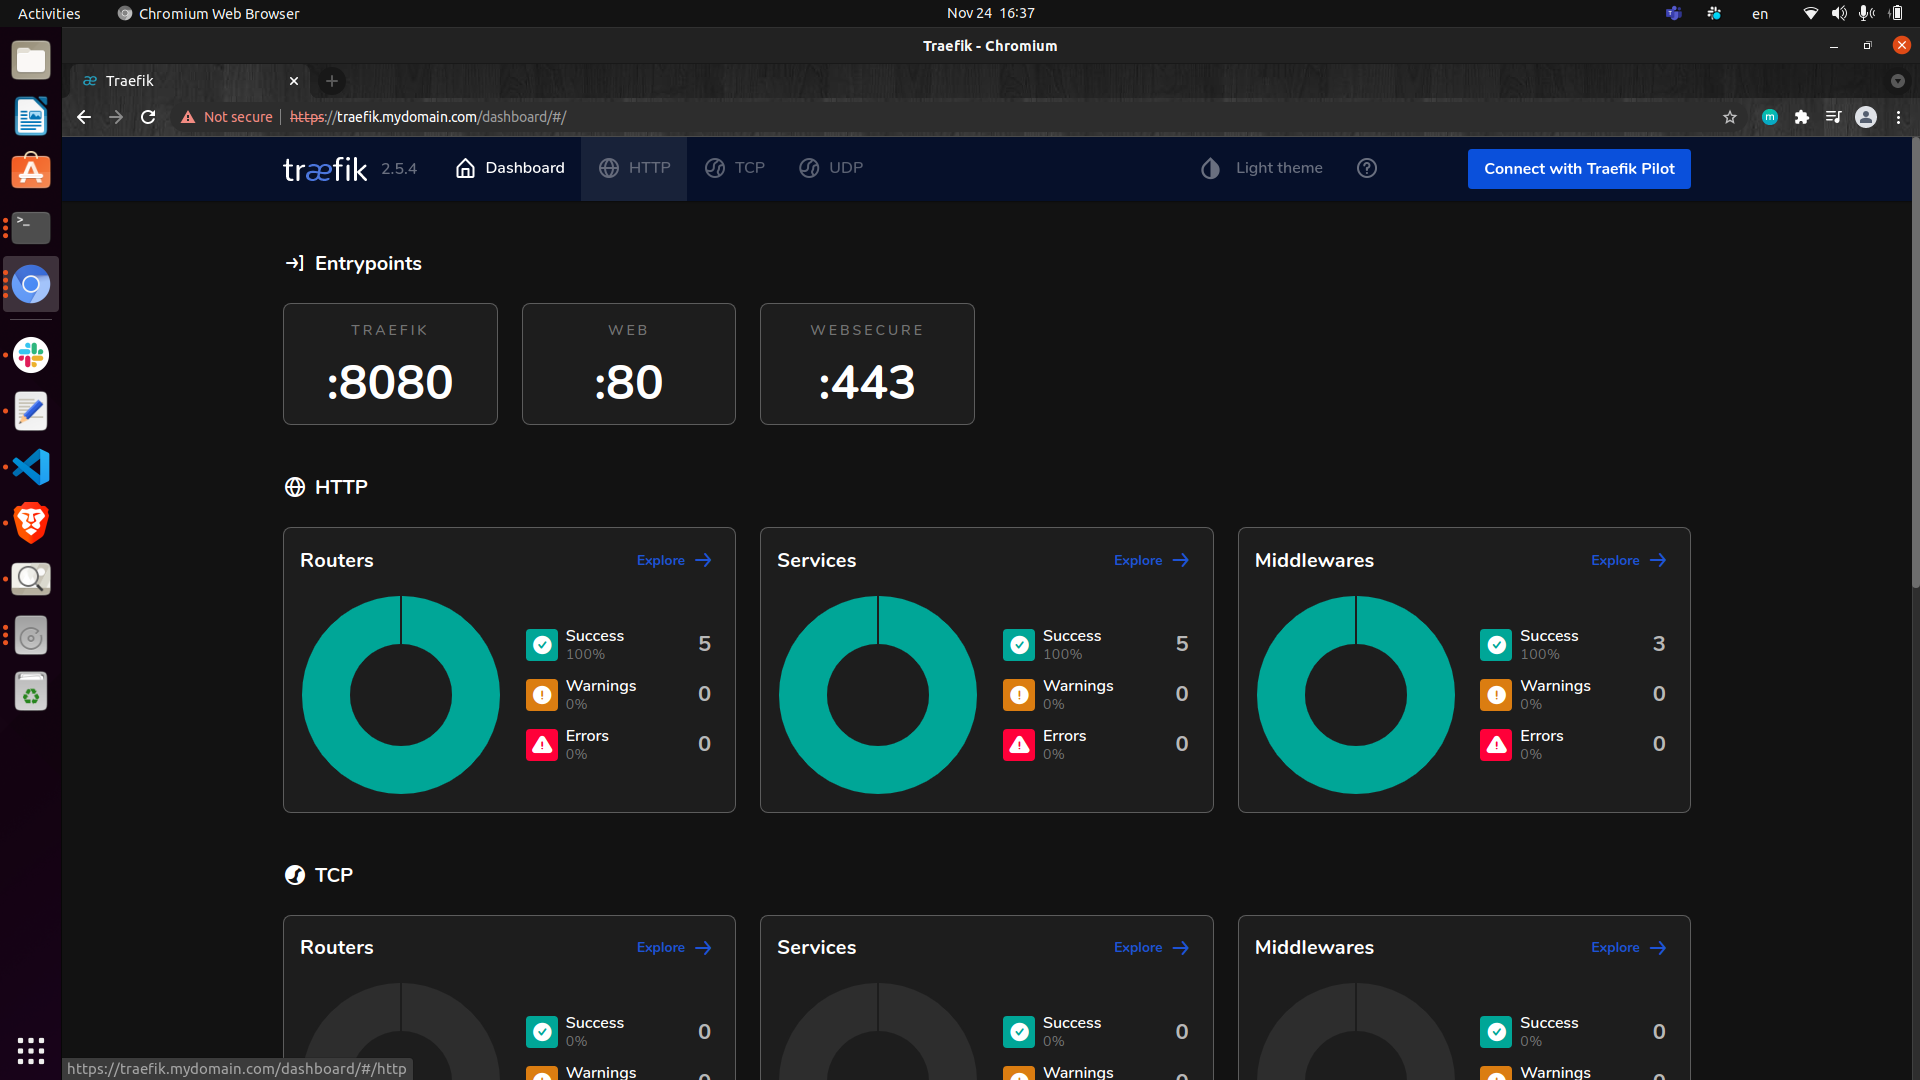 Activities Chromium Web Browser Nov 24 16:37 en
Traefik - Chromium
æ Traefik
Not secure https://traefik.mydomain.com/dashboard/#/ m
træfik 2.5.4 Dashboard HTTP TCP UDP Light theme Connect with Traefik Pilot
Entrypoints
TRAEFIK WEB WEBSECURE
:8080 :80 :443
HTTP
Routers Explore Services Explore Middlewares Explore
Success 5 Success 5 Success 3
100% 100% 100%
Warnings 0 Warnings 0 Warnings 0
0% 0% 0%
Errors 0 Errors 0 Errors 0
0% 0% 0%
TCP
Routers Explore Services Explore Middlewares Explore
Success 0 Success 0 Success 0
0% 0% 0%
Warnings Warnings Warnings
https://traefik.mydomain.com/dashboard/#/http